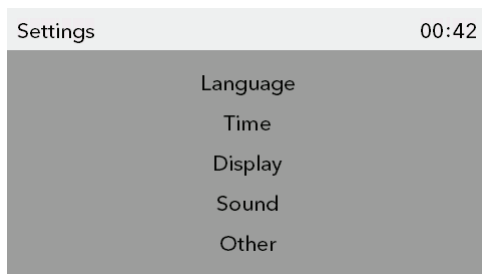 Settings 00:42
Language
Time
Display
Sound
Other